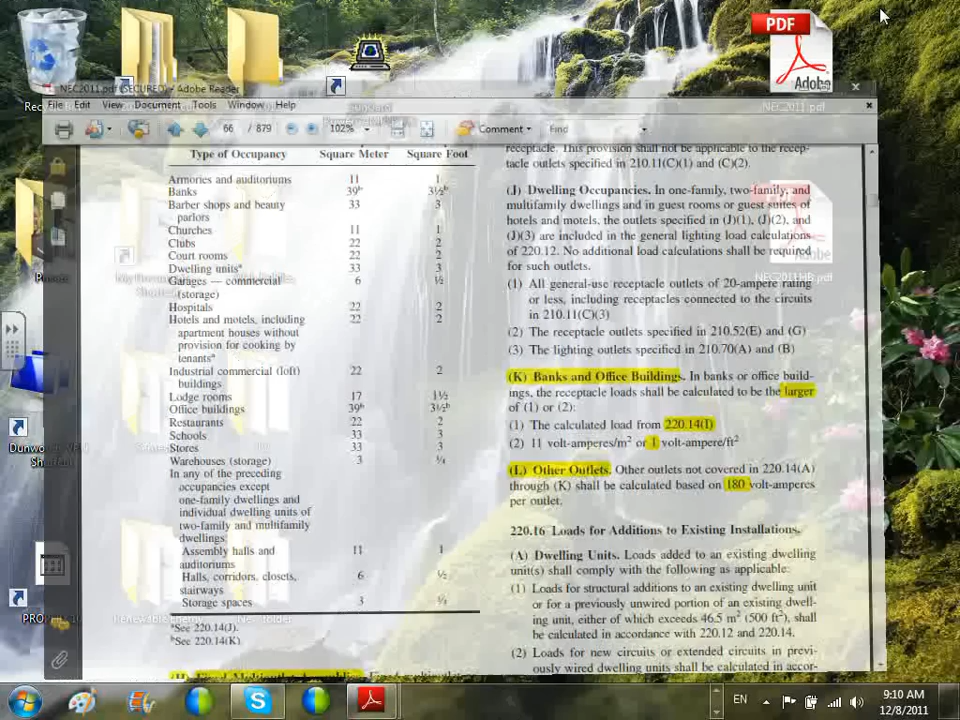 PDF
Adobe
NEC2011.pdf
NEC2011.pdf (SECURED) - Adobe Reader
File Edit View Document Tools Window Help
66 / 879 102% Comment Find
Type of Occupancy Square Meter Square Foot
Armories and auditoriums 11 1
Banks 39b 3½b
Barber shops and beauty 33 3
parlors
Churches 11 1
Clubs 22 2
Court rooms 22 2
Dwelling unitsa 33 3
Garages — commercial 6 ½
(storage)
Hospitals 22 2
Hotels and motels, including 22 2
apartment houses without
provision for cooking by
tenantsa
Industrial commercial (loft) 22 2
buildings
Lodge rooms 17 1½
Office buildings 39b 3½b
Restaurants 22 2
Schools 33 3
Stores 33 3
Warehouses (storage) 3 ¼
In any of the preceding
occupancies except
one-family dwellings and
individual dwelling units of
two-family and multifamily
dwellings:
Assembly halls and 11 1
auditoriums
Halls, corridors, closets, 6 ½
stairways
Storage spaces 3 ¼
aSee 220.14(J).
bSee 220.14(K).
receptacle. This provision shall not be applicable to the recep-
tacle outlets specified in 210.11(C)(1) and (C)(2).
(J) Dwelling Occupancies. In one-family, two-family, and
multifamily dwellings and in guest rooms or guest suites of
hotels and motels, the outlets specified in (J)(1), (J)(2), and
(J)(3) are included in the general lighting load calculations
of 220.12. No additional load calculations shall be required
for such outlets.
(1) All general-use receptacle outlets of 20-ampere rating
or less, including receptacles connected to the circuits
in 210.11(C)(3)
(2) The receptacle outlets specified in 210.52(E) and (G)
(3) The lighting outlets specified in 210.70(A) and (B)
(K) Banks and Office Buildings. In banks or office build-
ings, the receptacle loads shall be calculated to be the larger
of (1) or (2):
(1) The calculated load from 220.14(I)
(2) 11 volt-amperes/m2 or 1 volt-ampere/ft2
(L) Other Outlets. Other outlets not covered in 220.14(A)
through (K) shall be calculated based on 180 volt-amperes
per outlet.
220.16 Loads for Additions to Existing Installations.
(A) Dwelling Units. Loads added to an existing dwelling
unit(s) shall comply with the following as applicable:
(1) Loads for structural additions to an existing dwelling unit
or for a previously unwired portion of an existing dwell-
ing unit, either of which exceeds 46.5 m2 (500 ft2), shall
be calculated in accordance with 220.12 and 220.14.
(2) Loads for new circuits or extended circuits in previ-
ously wired dwelling units shall be calculated in accor-
NEC2011HB.pdf
EN
9:10 AM
12/8/2011